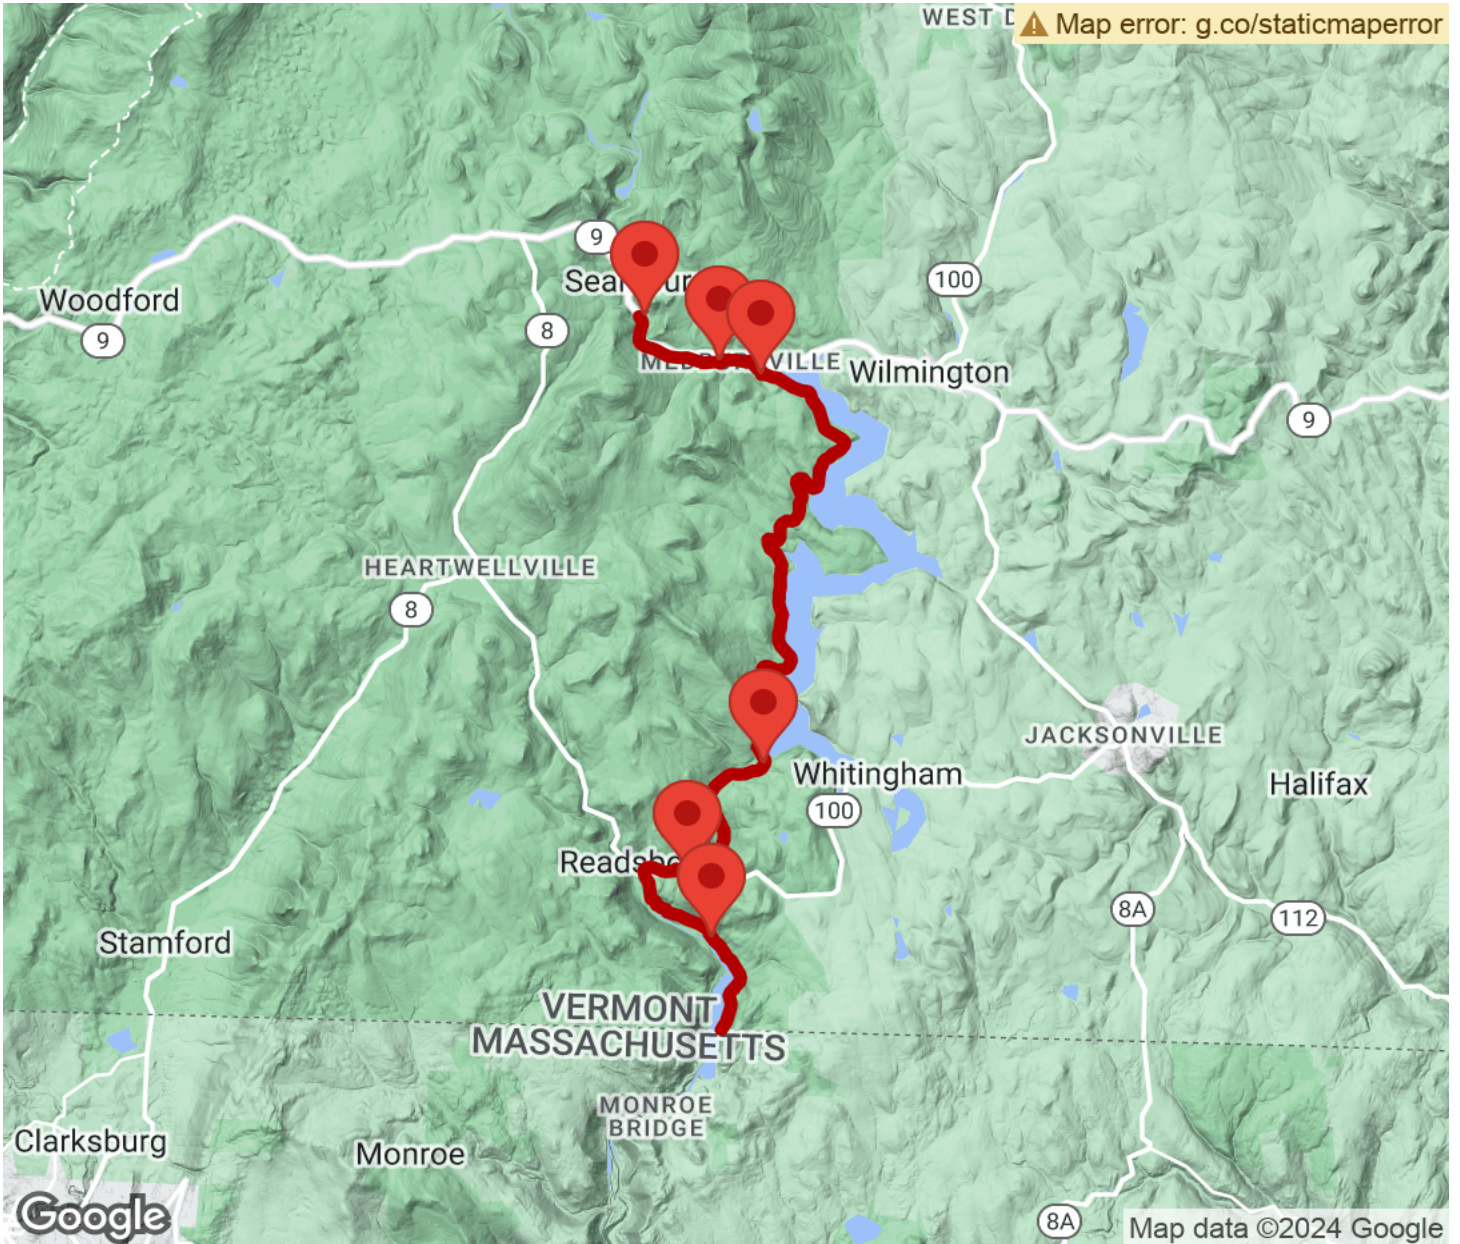 WEST D
Map error: g.co/staticmaperror
9
100
Woodford
9
8
Wilmington
9
HEARTWELLVILLE
8
JACKSONVILLE
Whitingham
Halifax
100
8A
112
Stamford
VERMONT
MASSACHUSETTS
MONROE
BRIDGE
Clarksburg
Monroe
8A
Google
Map data ©2024 Google